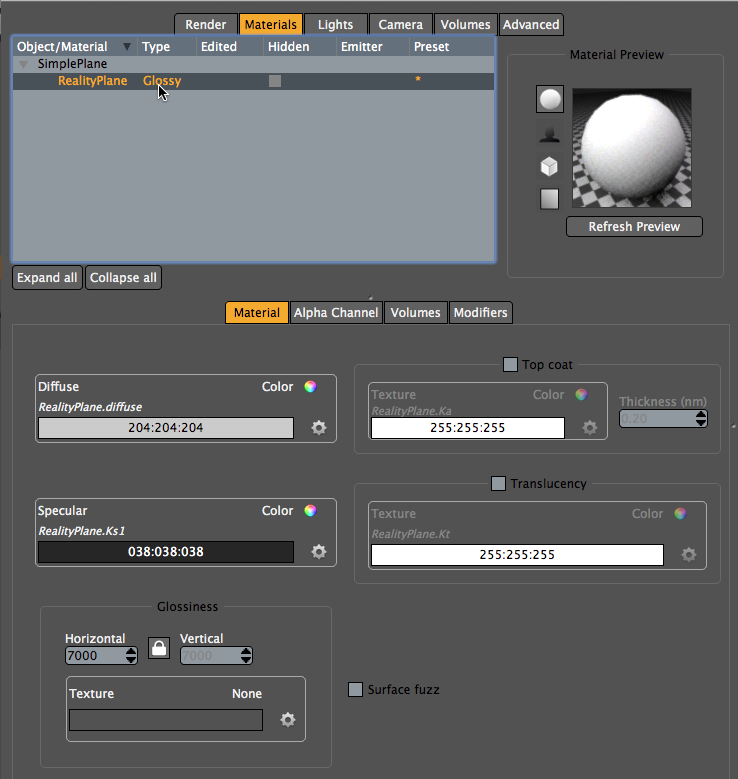 Render Materials Lights Camera Volumes Advanced
Object/Material Type Edited Hidden Emitter Preset
SimplePlane
RealityPlane Glossy *
Material Preview
Refresh Preview
Expand all Collapse all
Material Alpha Channel Volumes Modifiers
Diffuse Color
RealityPlane.diffuse
204:204:204
Top coat
Texture Color
RealityPlane.Ka
255:255:255
Thickness (nm)
0.20
Specular Color
RealityPlane.Ks1
038:038:038
Translucency
Texture Color
RealityPlane.Kt
255:255:255
Glossiness
Horizontal Vertical
7000 7000
Texture None
Surface fuzz